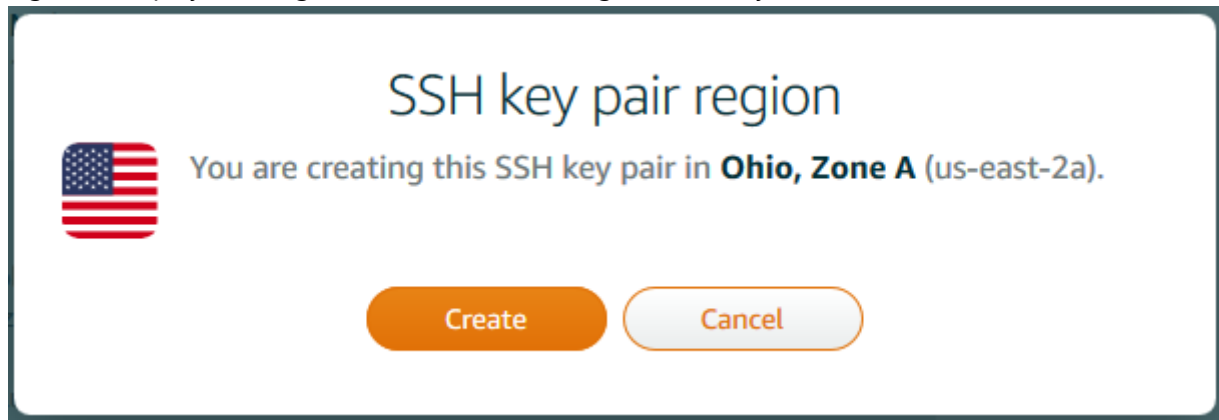 SSH key pair region
You are creating this SSH key pair in Ohio, Zone A (us-east-2a).
Create
Cancel